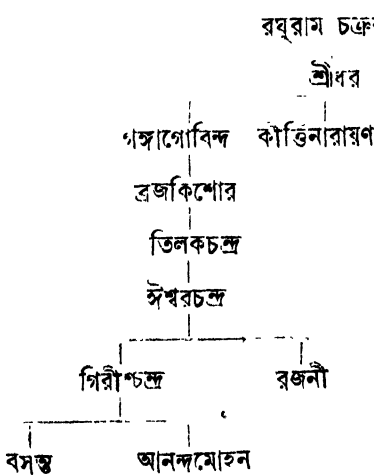 রঘুরাম চক্র
শ্রীধর
গঙ্গাগোবিন্দ কীর্ত্তিনারায়ণ
ব্রজকিশোর
তিলকচন্দ্র
ঈশ্বরচন্দ্র
গিরীশচন্দ্র রজনী
বসন্ত আনন্দমোহন